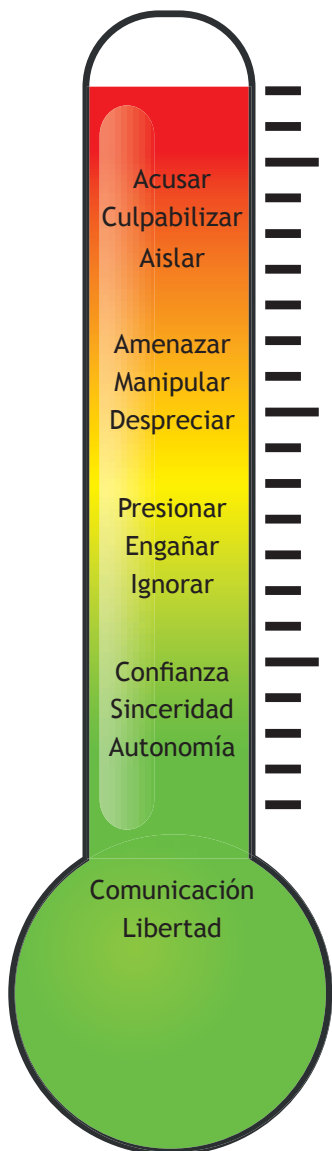 Acusar
Culpabilizar
Aislar
Amenazar
Manipular
Despreciar
Presionar
Engañar
Ignorar
Confianza
Sinceridad
Autonomía
Comunicación
Libertad